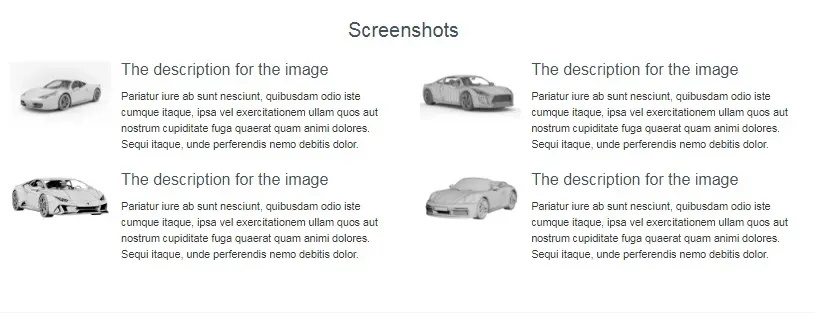 Screenshots
The description for the image
Pariatur iure ab sunt nesciunt, quibusdam odio iste
cumque itaque, ipsa vel exercitationem ullam quos aut
nostrum cupiditate fuga quaerat quam animi dolores.
Sequi itaque, unde perferendis nemo debitis dolor.
The description for the image
Pariatur iure ab sunt nesciunt, quibusdam odio iste
cumque itaque, ipsa vel exercitationem ullam quos aut
nostrum cupiditate fuga quaerat quam animi dolores.
Sequi itaque, unde perferendis nemo debitis dolor.
The description for the image
Pariatur iure ab sunt nesciunt, quibusdam odio iste
cumque itaque, ipsa vel exercitationem ullam quos aut
nostrum cupiditate fuga quaerat quam animi dolores.
Sequi itaque, unde perferendis nemo debitis dolor.
The description for the image
Pariatur iure ab sunt nesciunt, quibusdam odio iste
cumque itaque, ipsa vel exercitationem ullam quos aut
nostrum cupiditate fuga quaerat quam animi dolores.
Sequi itaque, unde perferendis nemo debitis dolor.